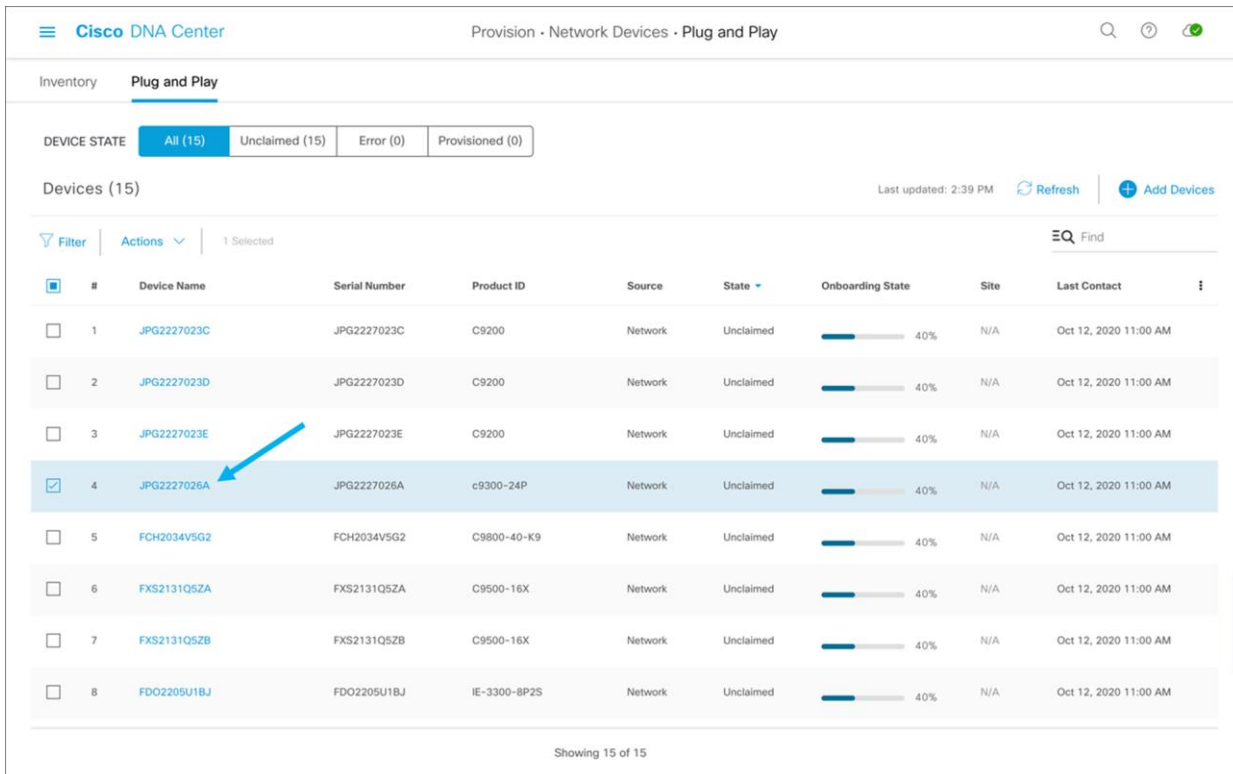 Cisco DNA Center Provision · Network Devices · Plug and Play
Inventory Plug and Play
DEVICE STATE All (15) Unclaimed (15) Error (0) Provisioned (0)
Devices (15) Last updated: 2:39 PM Refresh Add Devices
Filter Actions 1 Selected Find
# Device Name Serial Number Product ID Source State Onboarding State Site Last Contact
1 JPG2227023C JPG2227023C C9200 Network Unclaimed 40% N/A Oct 12, 2020 11:00 AM
2 JPG2227023D JPG2227023D C9200 Network Unclaimed 40% N/A Oct 12, 2020 11:00 AM
3 JPG2227023E JPG2227023E C9200 Network Unclaimed 40% N/A Oct 12, 2020 11:00 AM
4 JPG2227026A JPG2227026A c9300-24P Network Unclaimed 40% N/A Oct 12, 2020 11:00 AM
5 FCH2034V5G2 FCH2034V5G2 C9800-40-K9 Network Unclaimed 40% N/A Oct 12, 2020 11:00 AM
6 FXS2131Q5ZA FXS2131Q5ZA C9500-16X Network Unclaimed 40% N/A Oct 12, 2020 11:00 AM
7 FXS2131Q5ZB FXS2131Q5ZB C9500-16X Network Unclaimed 40% N/A Oct 12, 2020 11:00 AM
8 FDO2205U1BJ FDO2205U1BJ IE-3300-8P2S Network Unclaimed 40% N/A Oct 12, 2020 11:00 AM
Showing 15 of 15